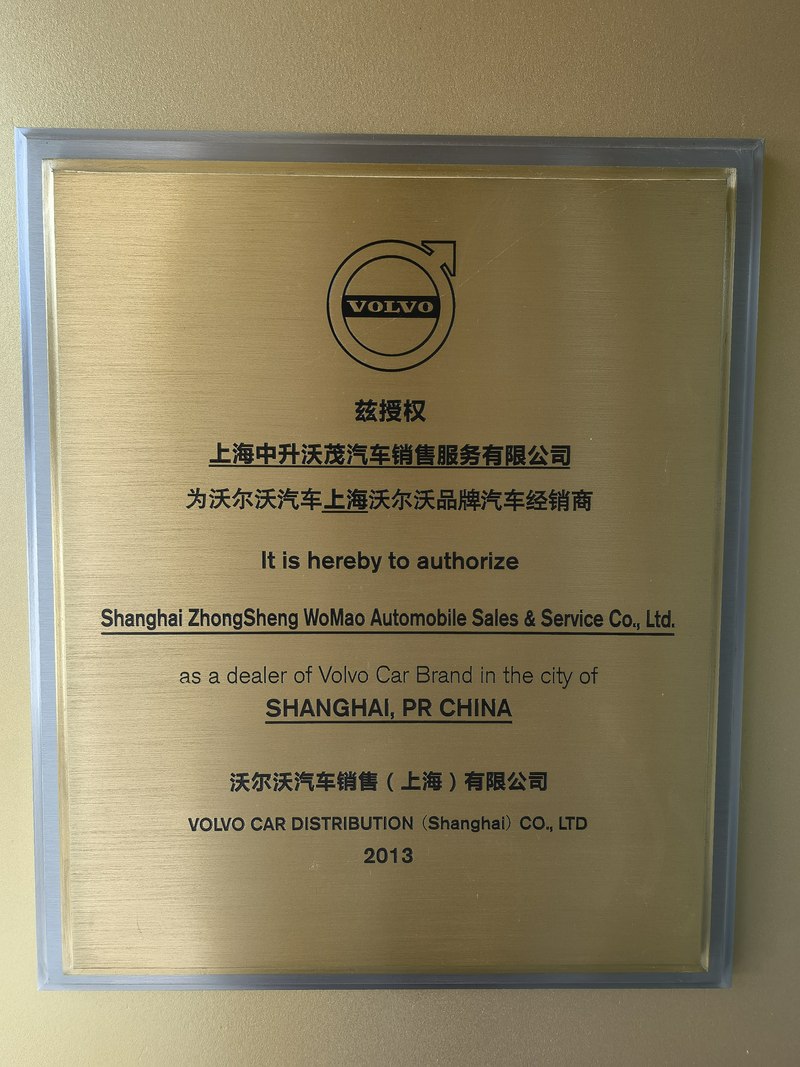 VOLVO
兹授权
上海中升沃茂汽车销售服务有限公司
为沃尔沃汽车上海沃尔沃品牌汽车经销商
It is hereby to authorize
Shanghai ZhongSheng WoMao Automobile Sales & Service Co., Ltd.
as a dealer of Volvo Car Brand in the city of
SHANGHAI, PR CHINA
沃尔沃汽车销售（上海）有限公司
VOLVO CAR DISTRIBUTION（Shanghai）CO., LTD
2013